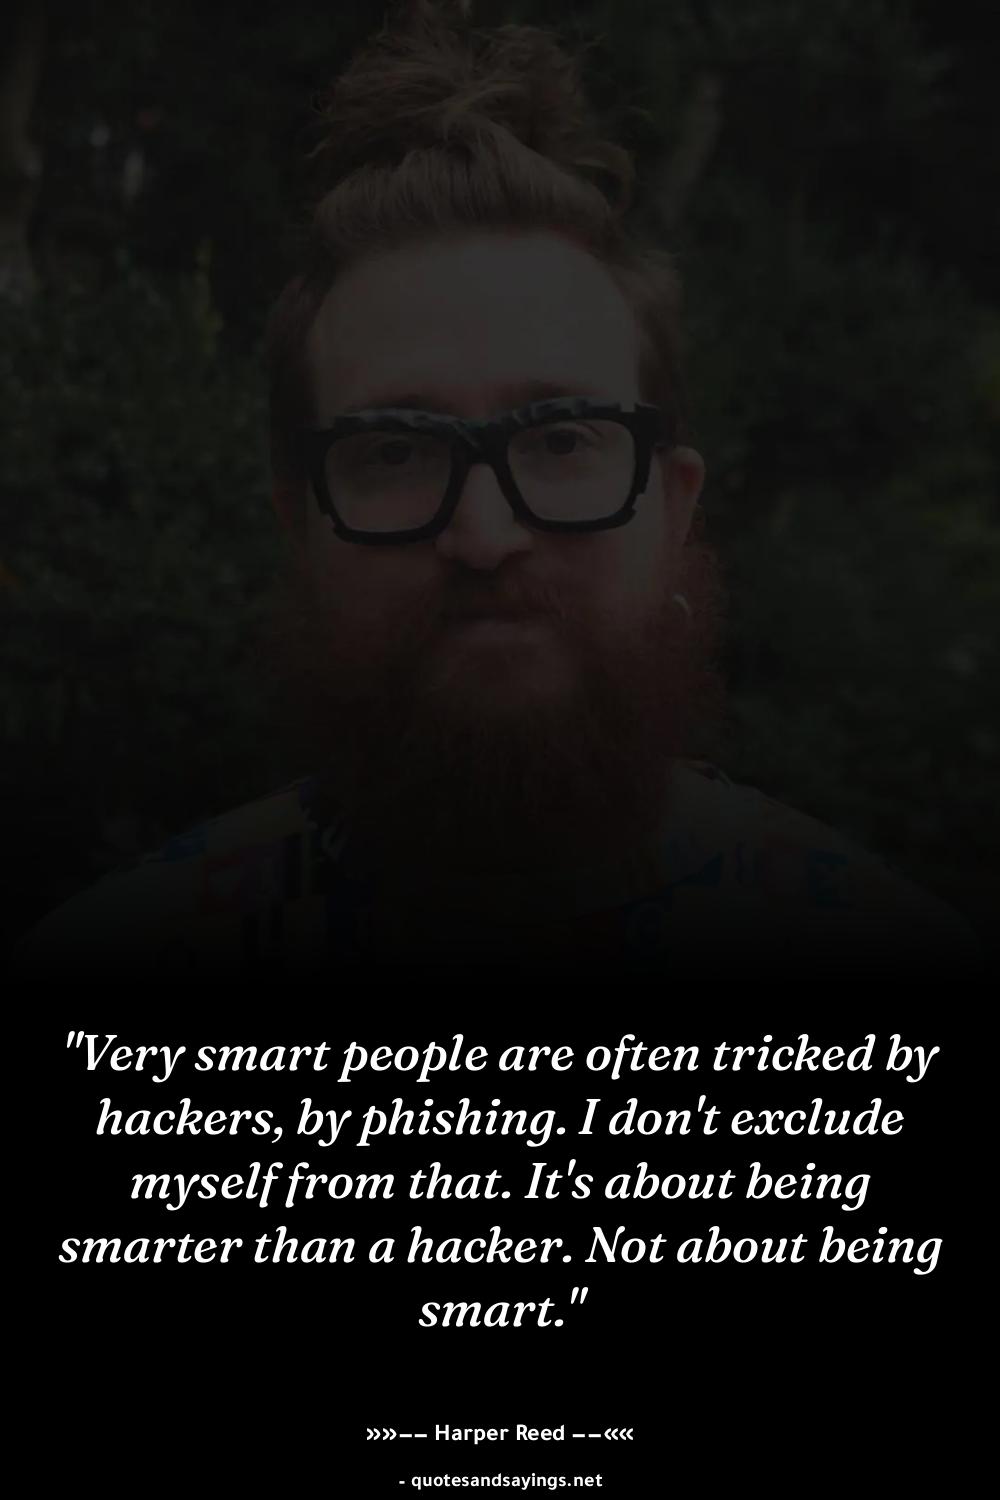 "Very smart people are often tricked by
hackers, by phishing. I don't exclude
myself from that. It's about being
smarter than a hacker. Not about being
smart."
»»−− Harper Reed −−««
- quotesandsayings.net